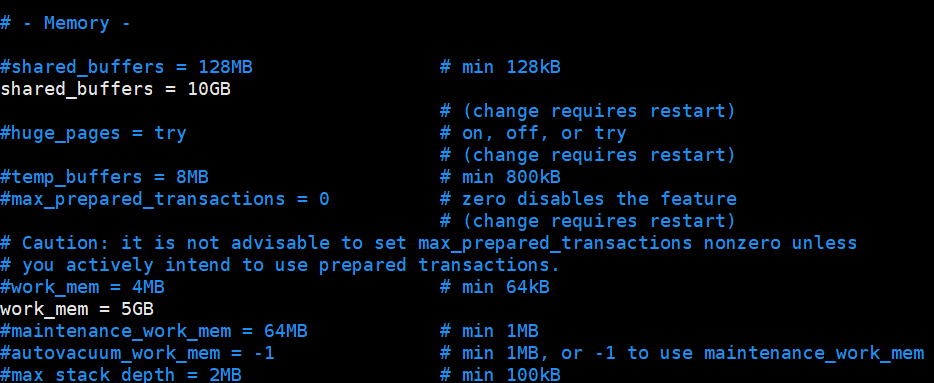 # - Memory -
#shared_buffers = 128MB # min 128kB
shared_buffers = 10GB
# (change requires restart)
#huge_pages = try # on, off, or try
# (change requires restart)
#temp_buffers = 8MB # min 800kB
#max_prepared_transactions = 0 # zero disables the feature
# (change requires restart)
# Caution: it is not advisable to set max_prepared_transactions nonzero unless
# you actively intend to use prepared transactions.
#work_mem = 4MB # min 64kB
work_mem = 5GB
#maintenance_work_mem = 64MB # min 1MB
#autovacuum_work_mem = -1 # min 1MB, or -1 to use maintenance_work_mem
#max_stack_depth = 2MB # min 100kB